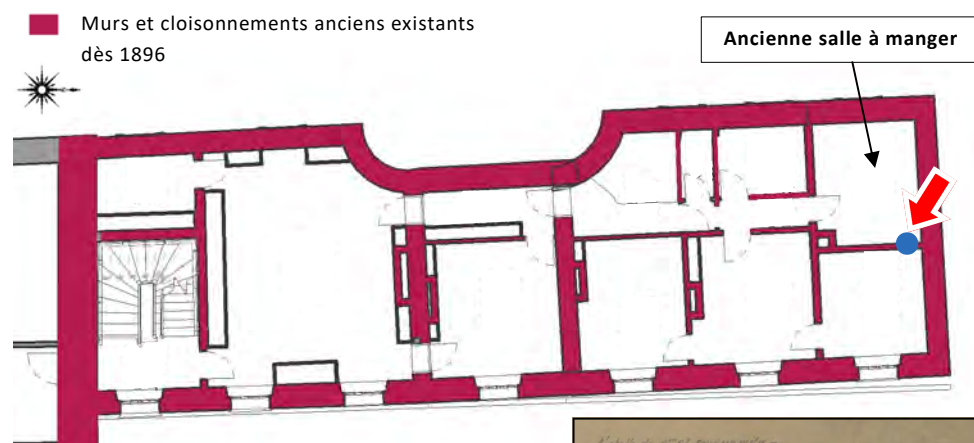 Murs et cloisonnements anciens existants
dès 1896
Ancienne salle à manger